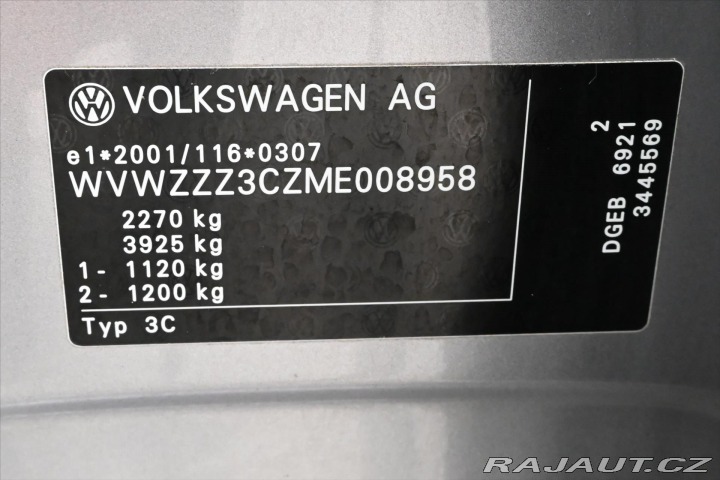 VOLKSWAGEN AG
e1*2001/116*0307
WVWZZZ3CZME008958
2270 kg
3925 kg
1 - 1120 kg
2 - 1200 kg
Typ 3C
2
DGEB 6921
3445569
RAJAUT.CZ